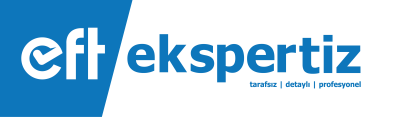 eft ekspertiz
tarafsız | detaylı | profesyonel